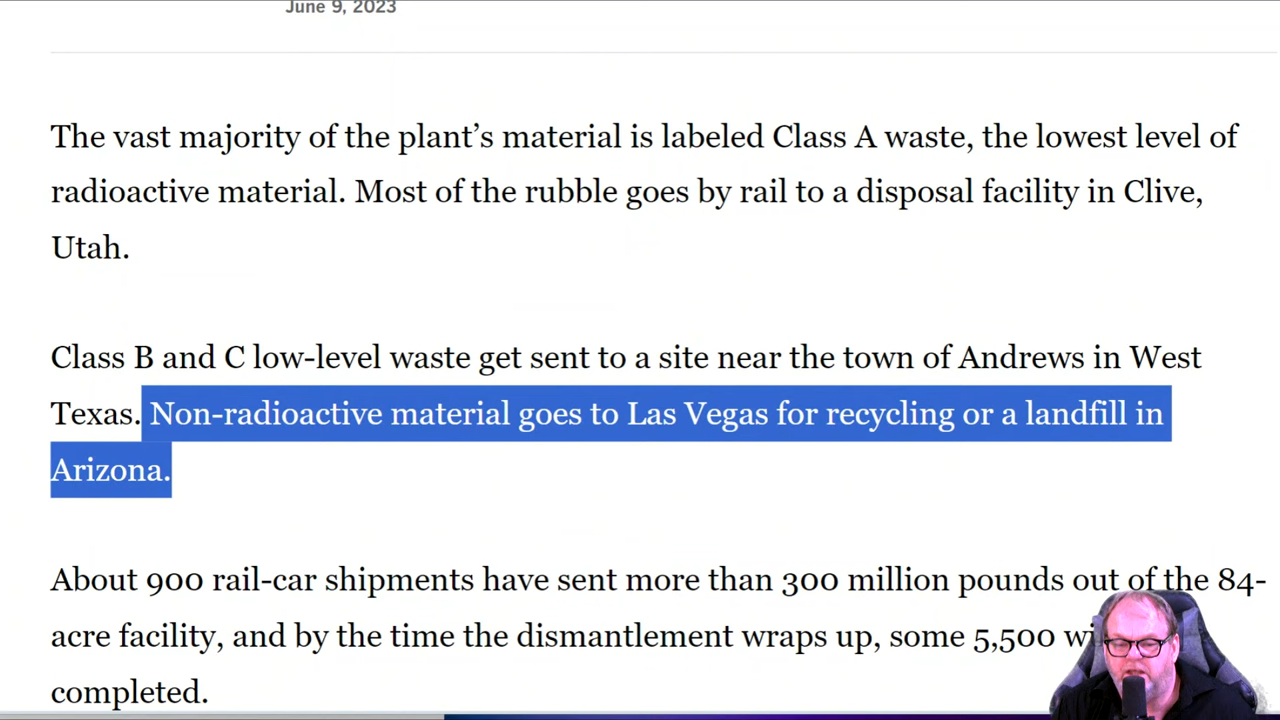 June 9, 2023
The vast majority of the plant’s material is labeled Class A waste, the lowest level of
radioactive material. Most of the rubble goes by rail to a disposal facility in Clive,
Utah.
Class B and C low-level waste get sent to a site near the town of Andrews in West
Texas. Non-radioactive material goes to Las Vegas for recycling or a landfill in
Arizona.
About 900 rail-car shipments have sent more than 300 million pounds out of the 84-
acre facility, and by the time the dismantlement wraps up, some 5,500
completed.